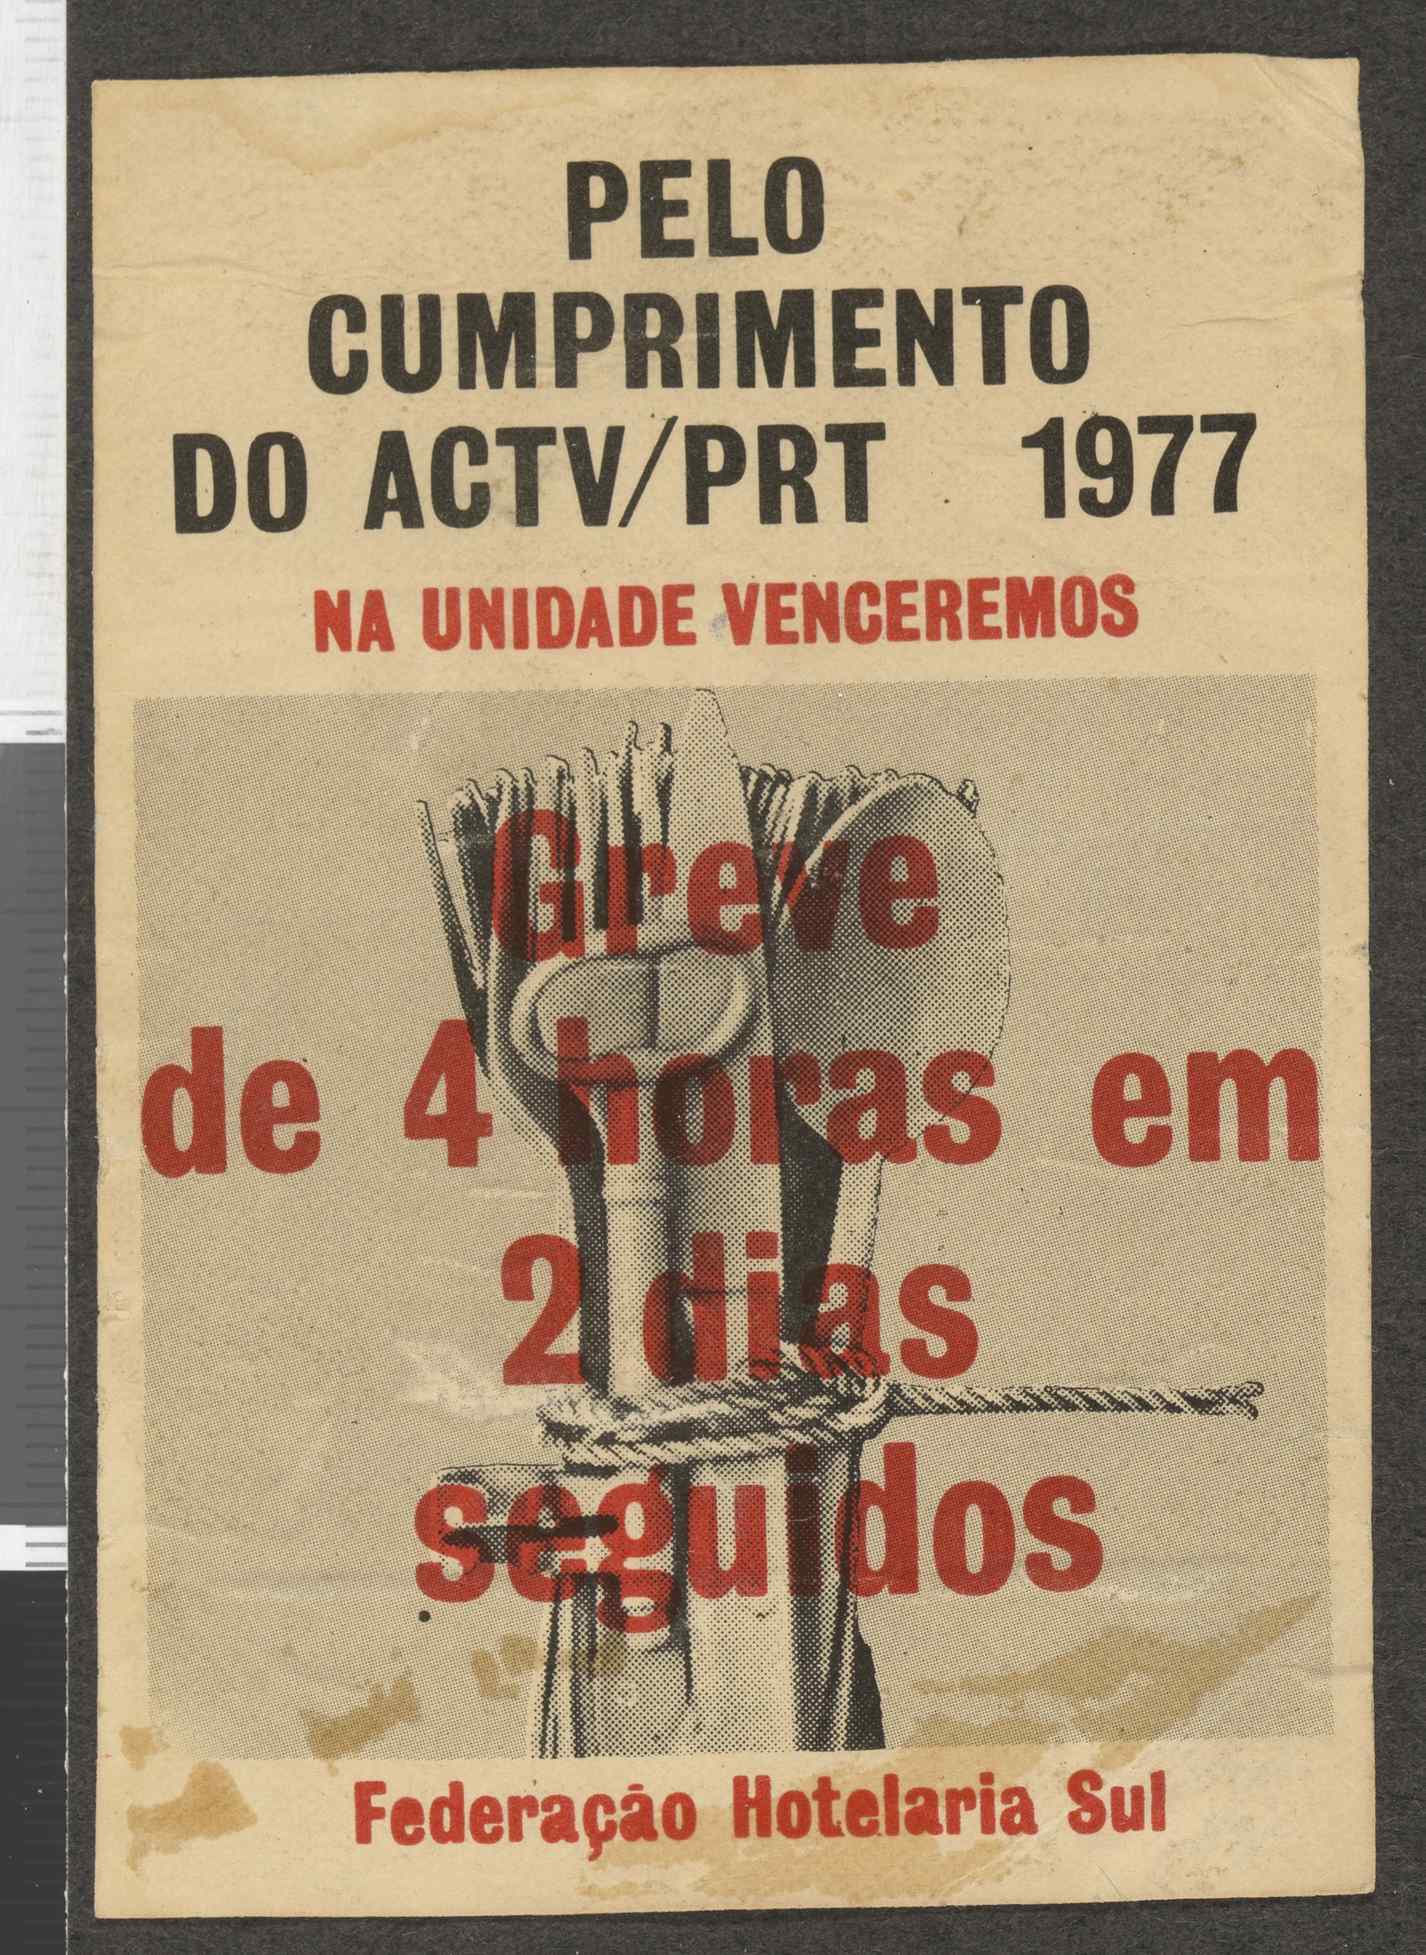 PELO
CUMPRIMENTO
DO ACTV/PRT 1977
NA UNIDADE VENCEREMOS
Greve
de 4 horas em
2 dias
seguidos
Federação Hotelaria Sul